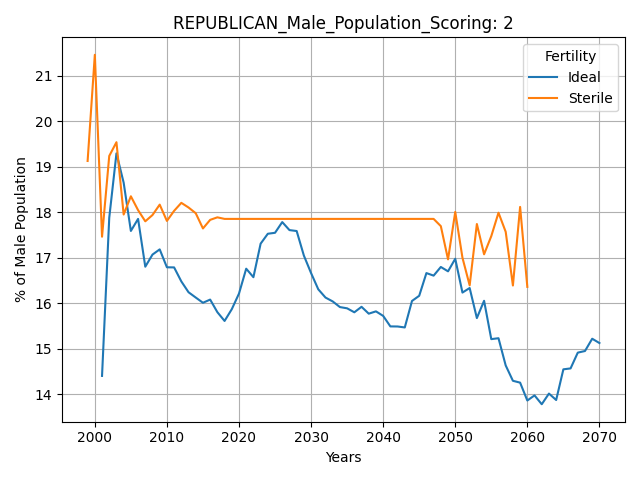 REPUBLICAN_Male_Population_Scoring: 2
Fertility
Ideal
Sterile
% of Male Population
21
20
19
18
17
16
15
14
2000 2010 2020 2030 2040 2050 2060 2070
Years